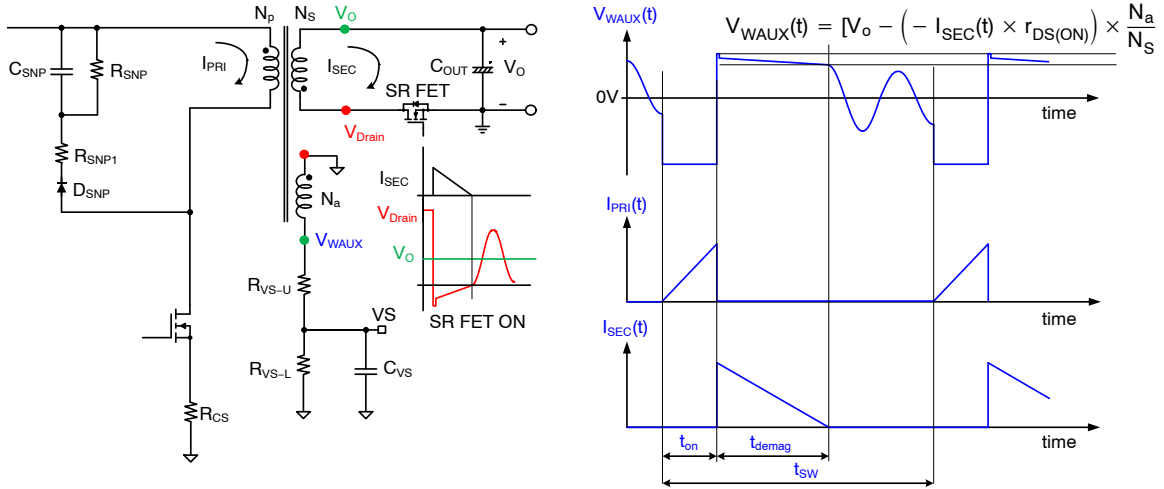 Np NS VO
CSNP RSNP IPRI ISEC COUT + VO −
SR FET
VDrain
RSNP1
DSNP
Na
ISEC
VDrain
VWAUX
VO
RVS−U
VS
SR FET ON
RVS−L CVS
RCS
VWAUX(t) VWAUX(t) = [Vo − (− ISEC(t) × rDS(ON)) × Na/NS
0V
time
IPRI(t)
time
ISEC(t)
time
ton tdemag
tSW